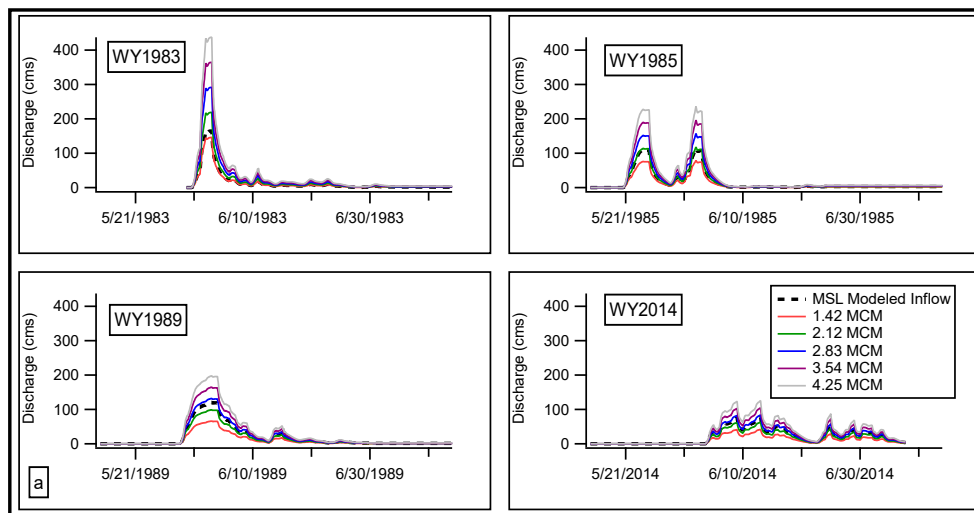 WY1983
Discharge (cms)
400
300
200
100
0
5/21/1983 6/10/1983 6/30/1983
WY1985
Discharge (cms)
400
300
200
100
0
5/21/1985 6/10/1985 6/30/1985
WY1989
Discharge (cms)
400
300
200
100
0
5/21/1989 6/10/1989 6/30/1989
a
WY2014
Discharge (cms)
400
300
200
100
0
5/21/2014 6/10/2014 6/30/2014
MSL Modeled Inflow
1.42 MCM
2.12 MCM
2.83 MCM
3.54 MCM
4.25 MCM